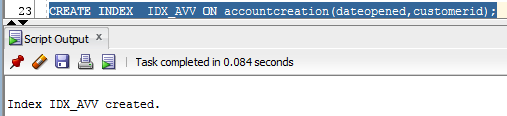 23 CREATE INDEX  IDX_AVV ON accountcreation(dateopened,customerid);
Script Output x
Task completed in 0.084 seconds
Index IDX_AVV created.